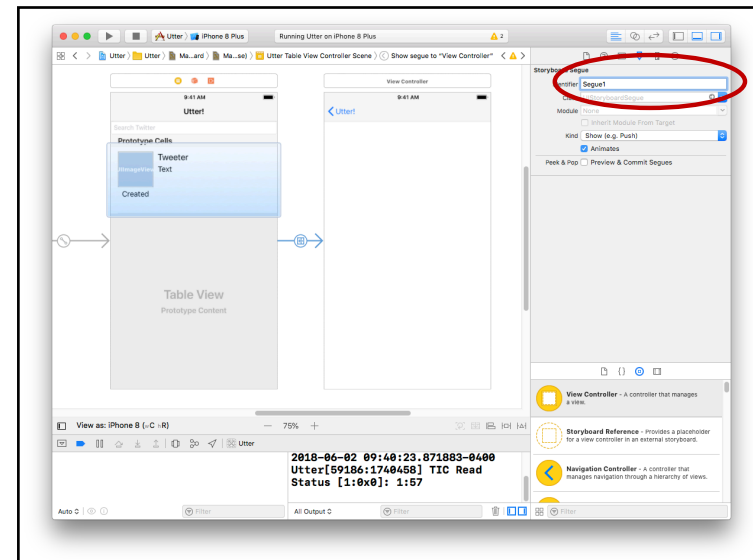 Utter
iPhone 8 Plus
Running Utter on iPhone 8 Plus
2
Utter
Utter
Ma...ard
Ma...se)
Utter Table View Controller Scene
Show segue to "View Controller"
9:41 AM
Utter!
Search Twitter
Prototype Cells
UIImageView
Tweeter
Text
Created
Table View
Prototype Content
View Controller
9:41 AM
Utter!
Storyboard Segue
Segue1
UIStoryboardSegue
Module
None
Inherit Module From Target
Kind
Show (e.g. Push)
Animates
Peek & Pop
Preview & Commit Segues
View as: iPhone 8 (wC hR)
75%
Utter
2018-06-02 09:40:23.871883-0400
Utter[59186:1740458] TIC Read
Status [1:0x0]: 1:57
Auto
Filter
All Output
Filter
View Controller - A controller that manages
a view.
Storyboard Reference - Provides a placeholder
for a view controller in an external storyboard.
Navigation Controller - A controller that
manages navigation through a hierarchy of views.
Filter